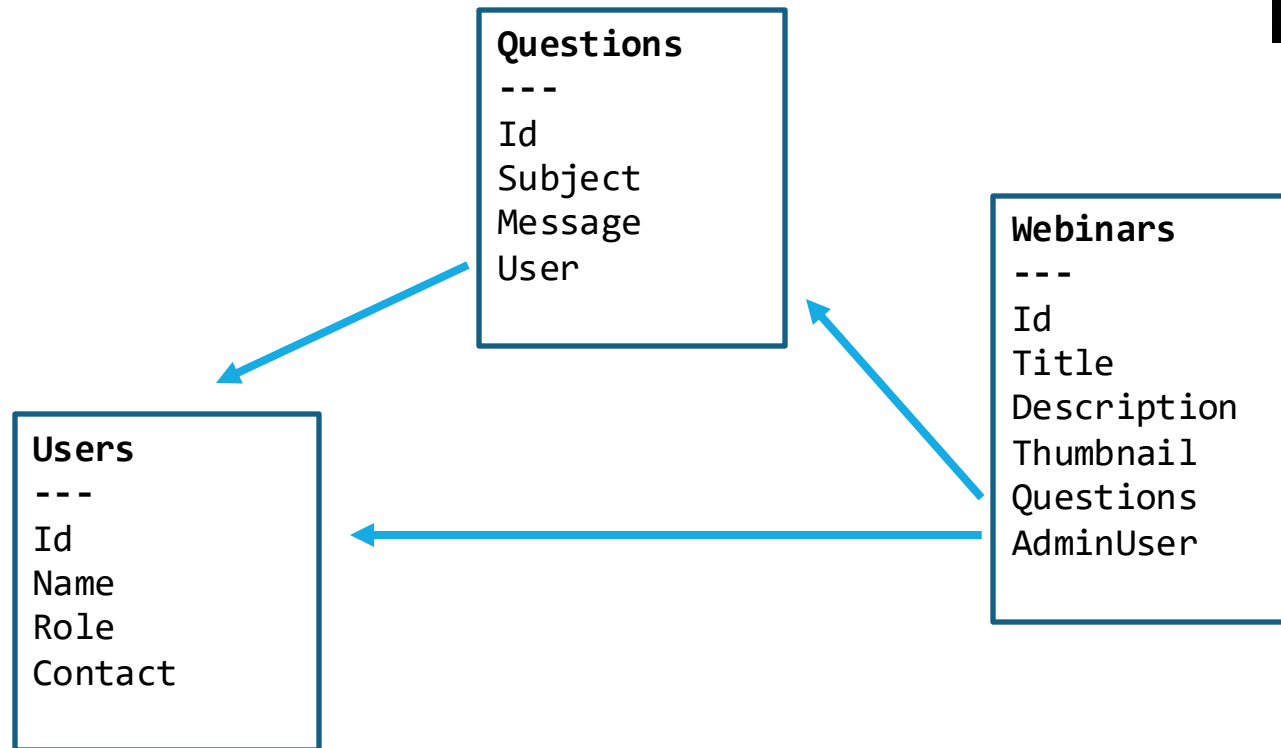 Questions
---
Id
Subject
Message
User
Webinars
---
Id
Title
Description
Thumbnail
Questions
AdminUser
Users
---
Id
Name
Role
Contact